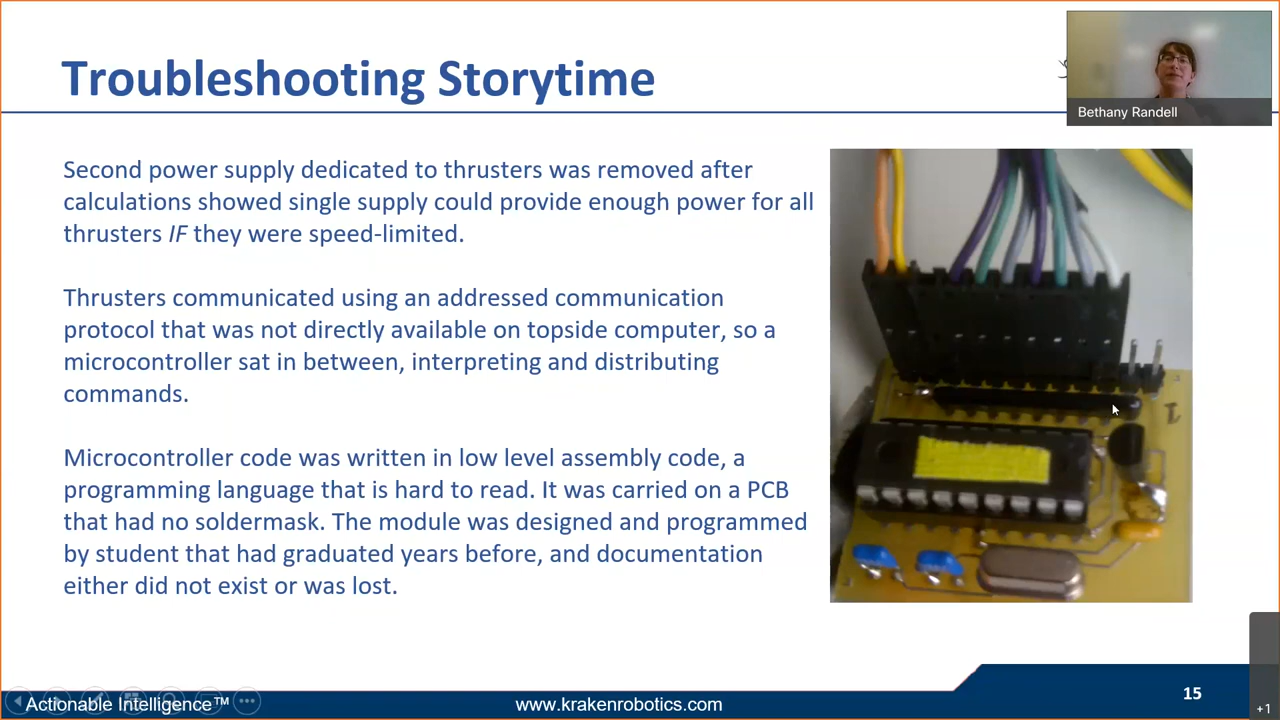 Troubleshooting Storytime
Bethany Randell
Second power supply dedicated to thrusters was removed after
calculations showed single supply could provide enough power for all
thrusters IF they were speed-limited.
Thrusters communicated using an addressed communication
protocol that was not directly available on topside computer, so a
microcontroller sat in between, interpreting and distributing
commands.
Microcontroller code was written in low level assembly code, a
programming language that is hard to read. It was carried on a PCB
that had no soldermask. The module was designed and programmed
by student that had graduated years before, and documentation
either did not exist or was lost.
Actionable Intelligence™
www.krakenrobotics.com
15
+1